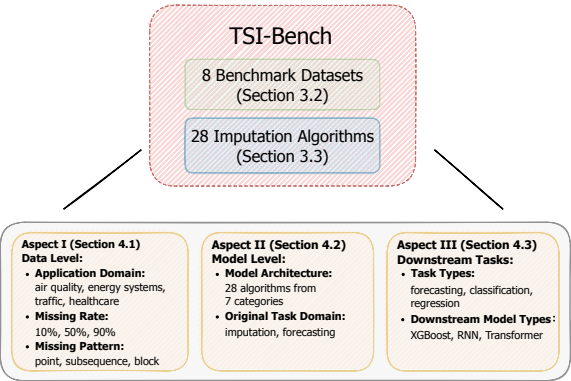 TSI-Bench
8 Benchmark Datasets
(Section 3.2)
28 Imputation Algorithms
(Section 3.3)
Aspect I (Section 4.1)
Data Level:
• Application Domain:
air quality, energy systems,
traffic, healthcare
• Missing Rate:
10%, 50%, 90%
• Missing Pattern:
point, subsequence, block
Aspect II (Section 4.2)
Model Level:
• Model Architecture:
28 algorithms from
7 categories
• Original Task Domain:
imputation, forecasting
Aspect III (Section 4.3)
Downstream Tasks:
• Task Types:
forecasting, classification,
regression
• Downstream Model Types:
XGBoost, RNN, Transformer